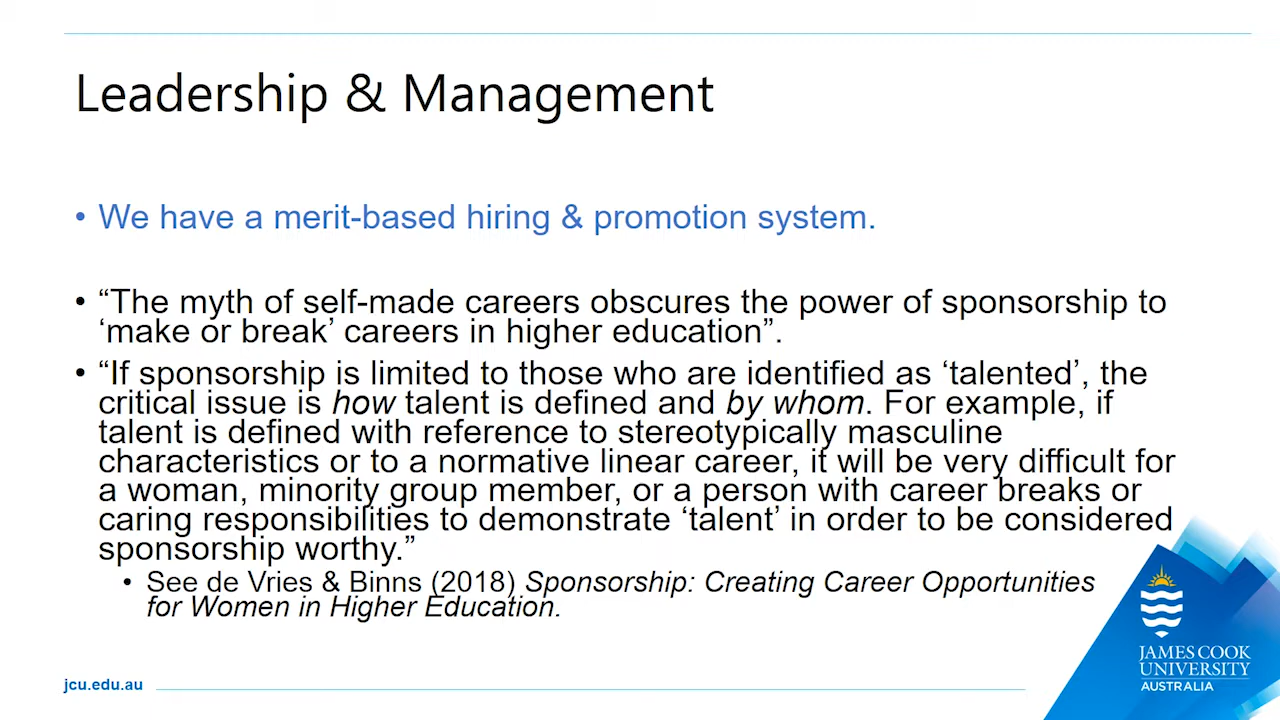 Leadership & Management
• We have a merit-based hiring & promotion system.
• “The myth of self-made careers obscures the power of sponsorship to
‘make or break’ careers in higher education”.
• “If sponsorship is limited to those who are identified as ‘talented’, the
critical issue is how talent is defined and by whom. For example, if
talent is defined with reference to stereotypically masculine
characteristics or to a normative linear career, it will be very difficult for
a woman, minority group member, or a person with career breaks or
caring responsibilities to demonstrate ‘talent’ in order to be considered
sponsorship worthy.”
• See de Vries & Binns (2018) Sponsorship: Creating Career Opportunities
for Women in Higher Education.
jcu.edu.au
JAMES COOK
UNIVERSITY
AUSTRALIA